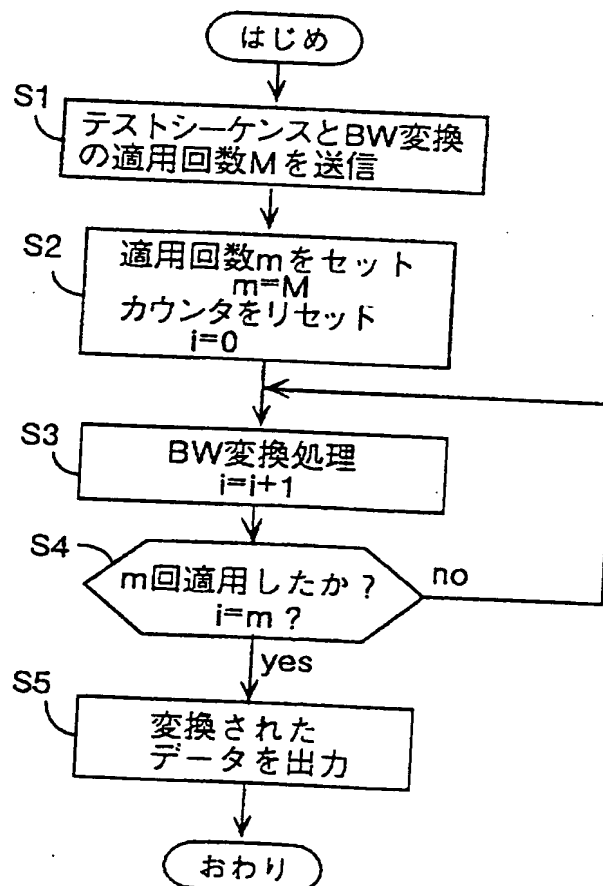 はじめ
S1
テストシーケンスとBW変換
の適用回数Mを送信
S2
適用回数mをセット
m=M
カウンタをリセット
i=0
S3
BW変換処理
i=i+1
S4
m回適用したか？
i=m？
no
yes
S5
変換された
データを出力
おわり